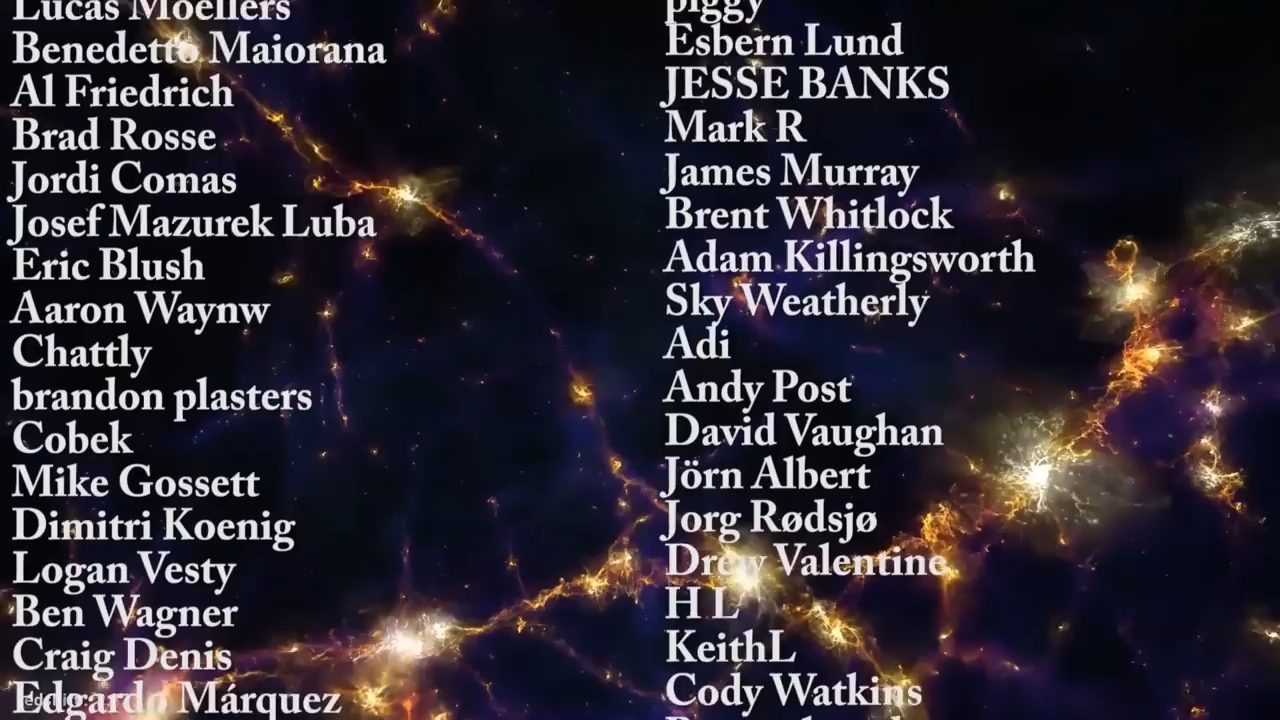 Lucas Moellers
Benedetto Maiorana
Al Friedrich
Brad Rosse
Jordi Comas
Josef Mazurek Luba
Eric Blush
Aaron Waynw
Chattly
brandon plasters
Cobek
Mike Gossett
Dimitri Koenig
Logan Vesty
Ben Wagner
Craig Denis
Edgardo Márquez
piggy
Esbern Lund
JESSE BANKS
Mark R
James Murray
Brent Whitlock
Adam Killingsworth
Sky Weatherly
Adi
Andy Post
David Vaughan
Jörn Albert
Jorg Rødsjø
Drew Valentine
H L
KeithL
Cody Watkins